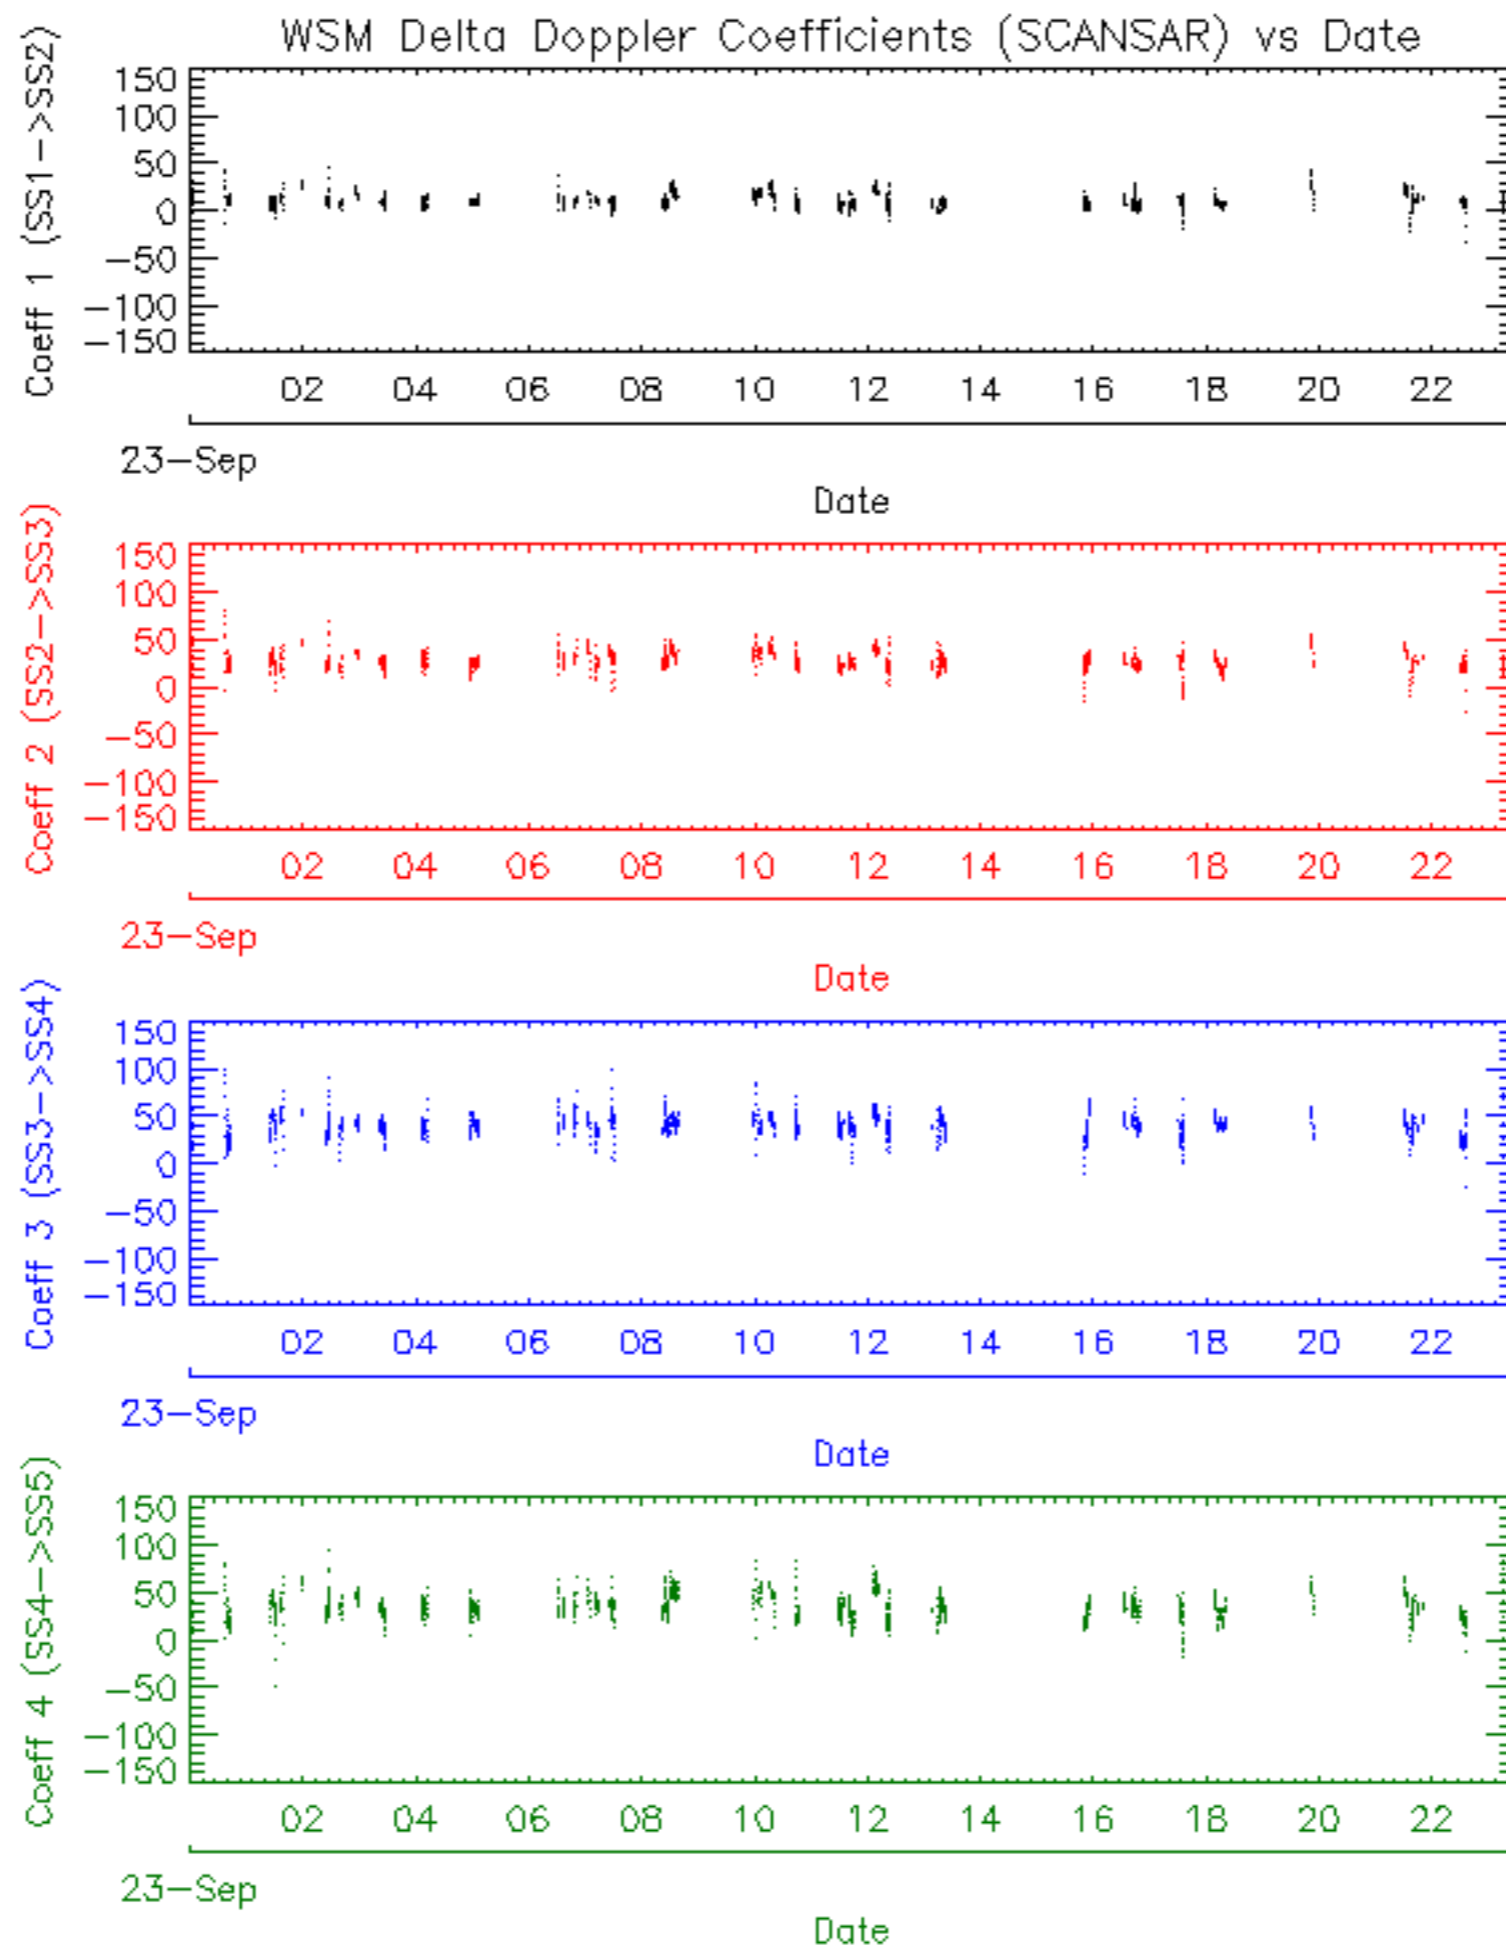 WSM Delta Doppler Coefficients (SCANSAR) vs Date
Coeff 1 (SS1->SS2)
150
100
50
0
-50
-100
-150
02 04 06 08 10 12 14 16 18 20 22
23-Sep
Date
Coeff 2 (SS2->SS3)
150
100
50
0
-50
-100
-150
02 04 06 08 10 12 14 16 18 20 22
23-Sep
Date
Coeff 3 (SS3->SS4)
150
100
50
0
-50
-100
-150
02 04 06 08 10 12 14 16 18 20 22
23-Sep
Date
Coeff 4 (SS4->SS5)
150
100
50
0
-50
-100
-150
02 04 06 08 10 12 14 16 18 20 22
23-Sep
Date